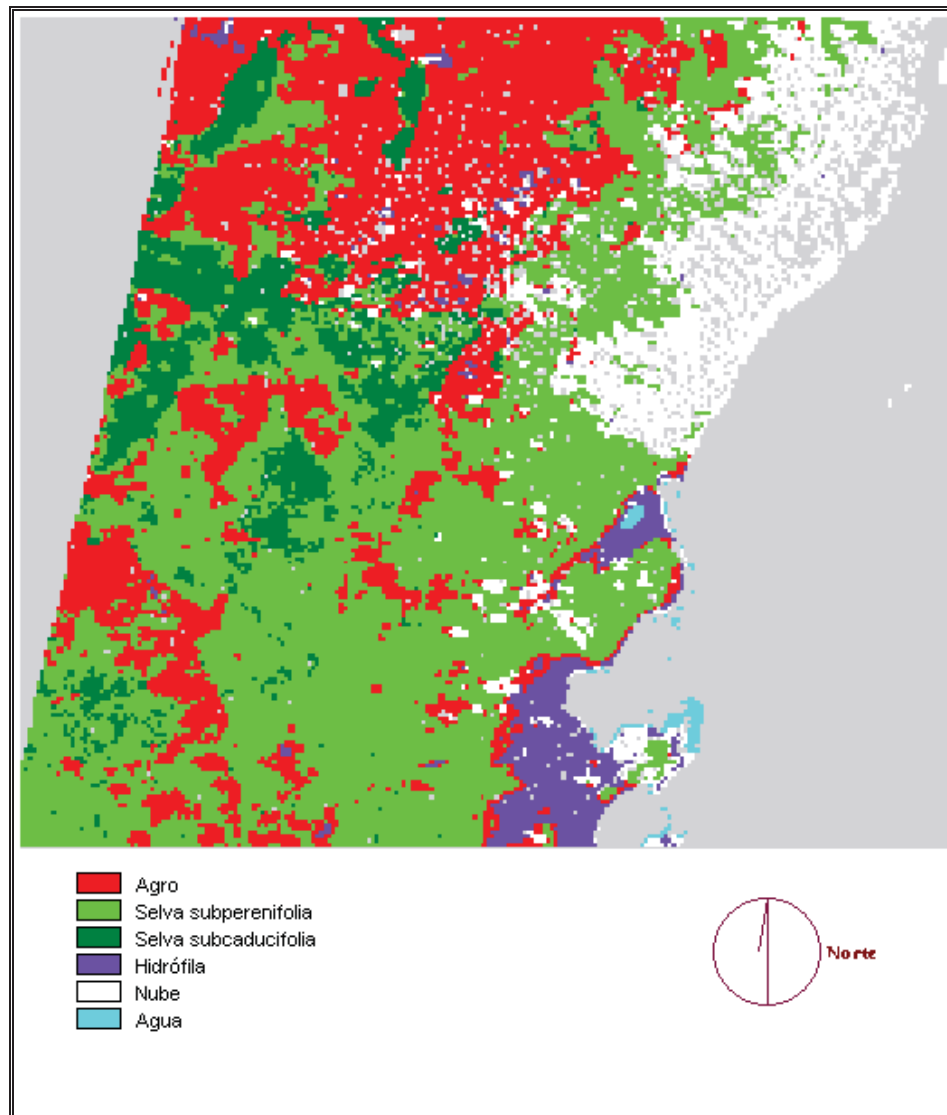 Agro
Selva subperenifolia
Selva subcaducifolia
Hidrófila
Nube
Agua
Norte